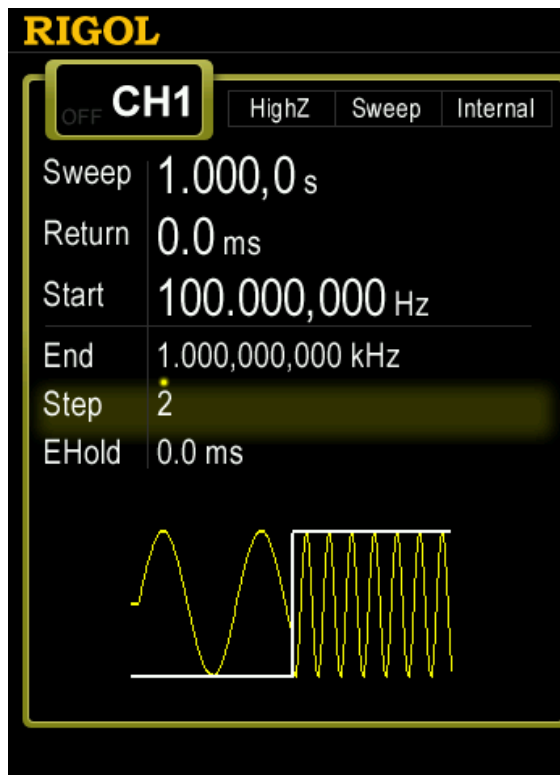 RIGOL
OFF CH1 HighZ Sweep Internal
Sweep 1.000,0 s
Return 0.0 ms
Start 100.000,000 Hz
End 1.000,000,000 kHz
Step 2
EHold 0.0 ms